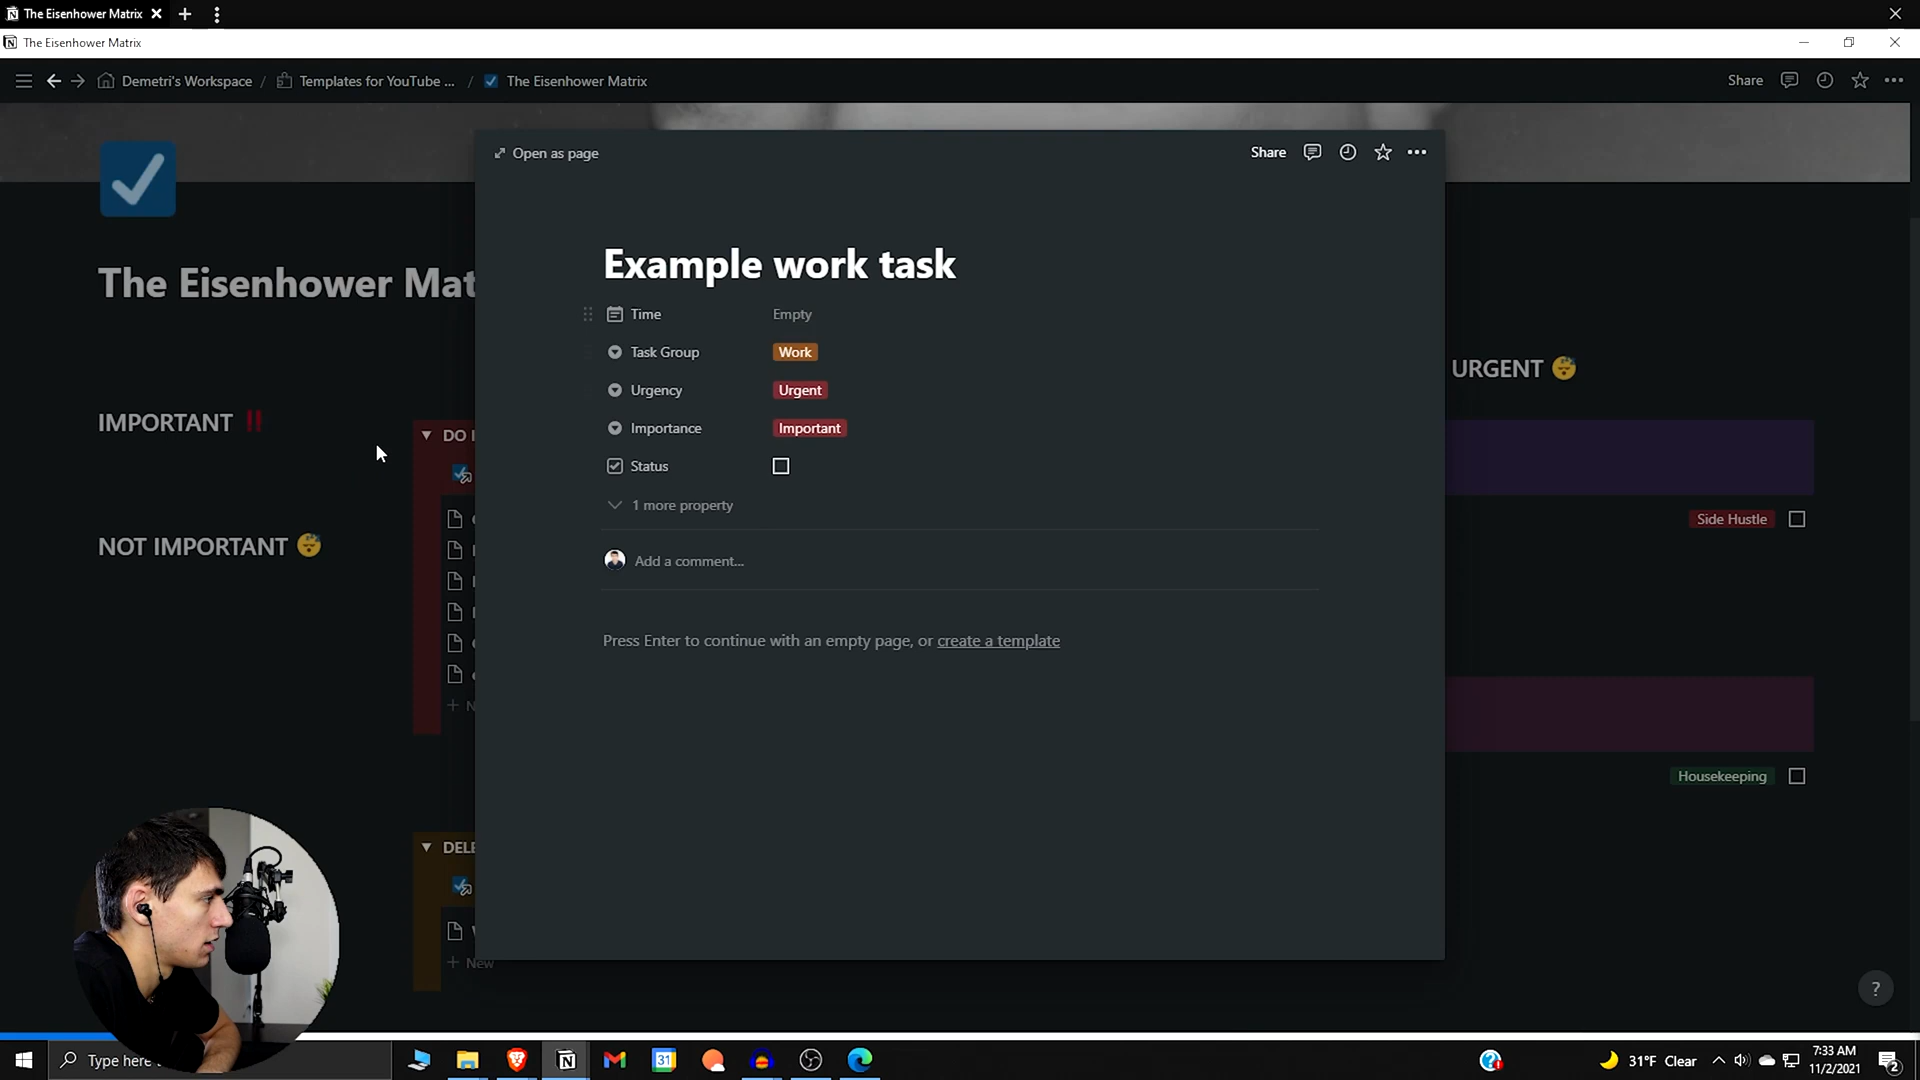 The Eisenhower Matrix
The Eisenhower Matrix
Demetri's Workspace / Templates for YouTube ... / The Eisenhower Matrix
Share
Open as page
Share
The Eisenhower Mat
Example work task
Time Empty
Task Group Work
Urgency Urgent
Importance Important
Status
1 more property
Add a comment...
Press Enter to continue with an empty page, or create a template
URGENT 😴
IMPORTANT ‼
DO
NOT IMPORTANT 😴
Side Hustle
Housekeeping
DELE
+ New
?
Type here
31
31°F Clear
7:33 AM
11/2/2021
2